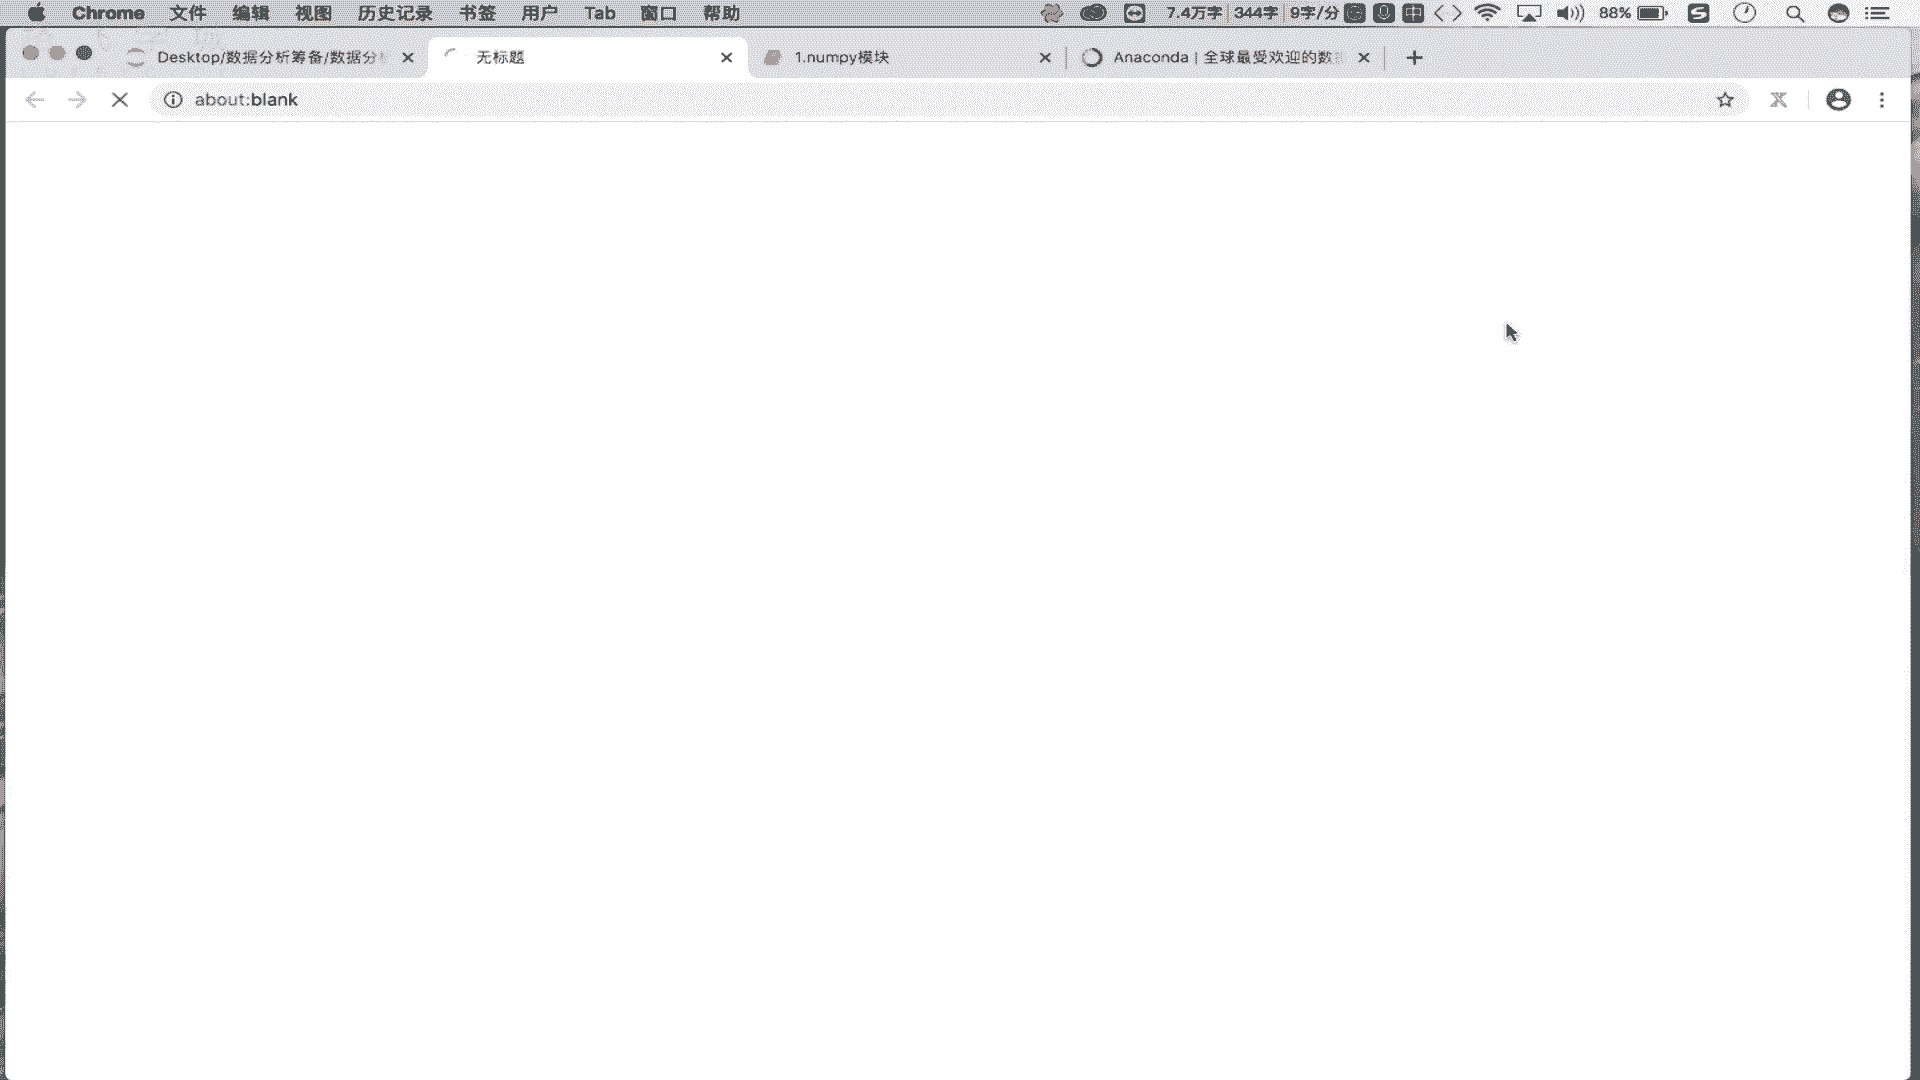 Chrome 文件 编辑 视图 历史记录 书签 用户 Tab 窗口 帮助 7.4万字 344字 9字/分 中 88%
Desktop/数据分析筹备/数据分 无标题 1.numpy模块 Anaconda | 全球最受欢迎的数
about:blank